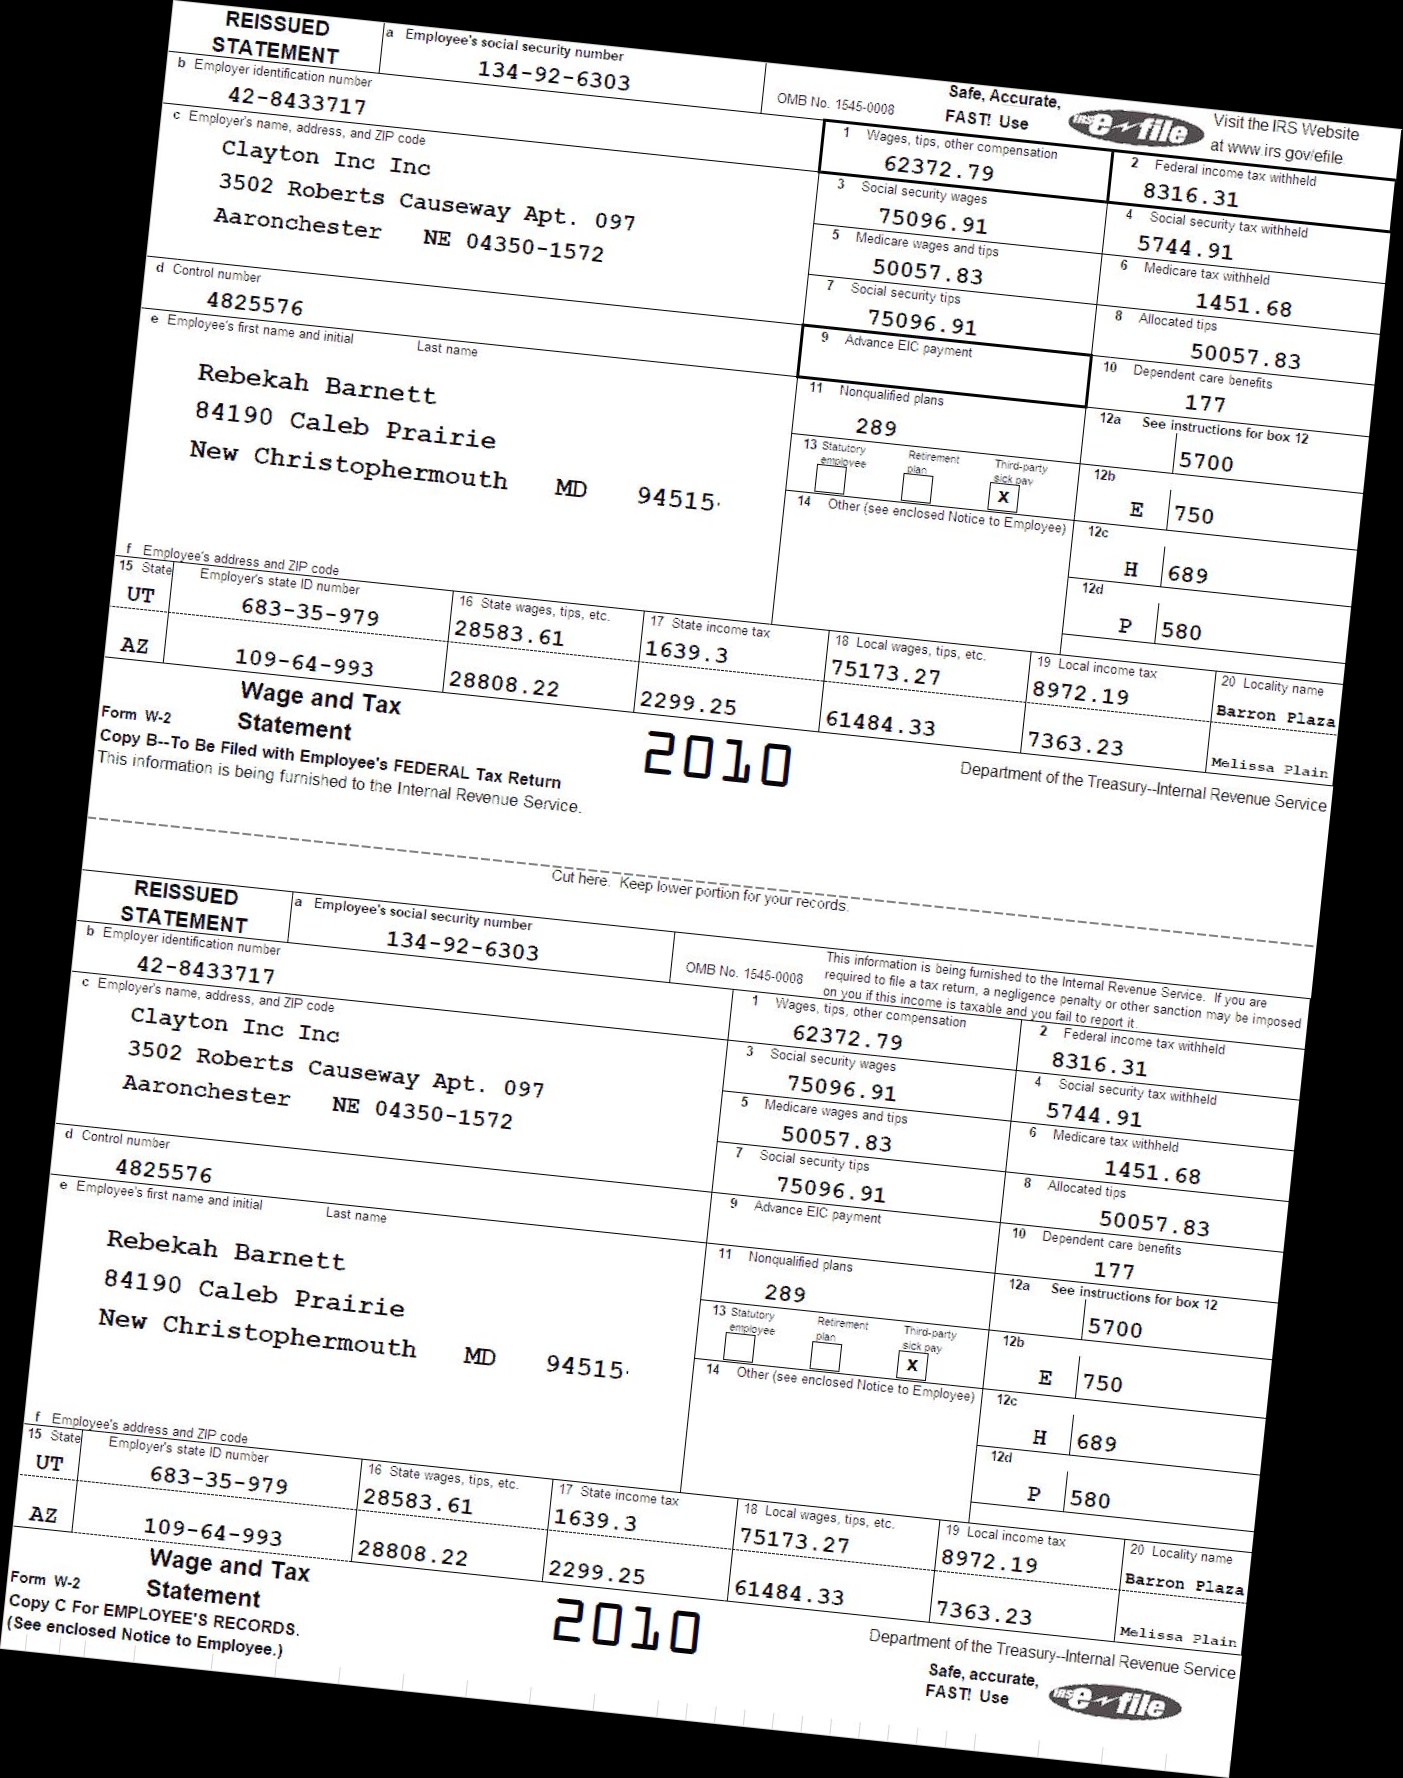 REISSUED
STATEMENT
a Employee's social security number
134-92-6303
OMB No. 1545-0008
Safe, Accurate,
FAST! Use
IRS e-file
Visit the IRS Website
at www.irs.gov/efile
b Employer identification number
42-8433717
c Employer's name, address, and ZIP code
Clayton Inc Inc
3502 Roberts Causeway Apt. 097
Aaronchester NE 04350-1572
1 Wages, tips, other compensation
62372.79
2 Federal income tax withheld
8316.31
3 Social security wages
75096.91
4 Social security tax withheld
5744.91
5 Medicare wages and tips
50057.83
6 Medicare tax withheld
1451.68
d Control number
4825576
7 Social security tips
75096.91
8 Allocated tips
50057.83
e Employee's first name and initial Last name
Rebekah Barnett
84190 Caleb Prairie
New Christophermouth MD 94515
9 Advance EIC payment
10 Dependent care benefits
177
11 Nonqualified plans
289
12a See instructions for box 12
5700
13 Statutory employee
Retirement plan
Third-party sick pay
X
12b
E 750
14 Other (see enclosed Notice to Employee)
12c
H 689
12d
P 580
f Employee's address and ZIP code
15 State Employer's state ID number
16 State wages, tips, etc.
17 State income tax
18 Local wages, tips, etc.
19 Local income tax
20 Locality name
UT 683-35-979 28583.61 1639.3 75173.27 8972.19 Barron Plaza
AZ 109-64-993 28808.22 2299.25 61484.33 7363.23 Melissa Plain
Form W-2
Wage and Tax
Statement
2010
Department of the Treasury--Internal Revenue Service
Copy B--To Be Filed with Employee's FEDERAL Tax Return
This information is being furnished to the Internal Revenue Service.
Cut here. Keep lower portion for your records.
REISSUED
STATEMENT
a Employee's social security number
134-92-6303
OMB No. 1545-0008
This information is being furnished to the Internal Revenue Service. If you are
required to file a tax return, a negligence penalty or other sanction may be imposed
on you if this income is taxable and you fail to report it.
b Employer identification number
42-8433717
c Employer's name, address, and ZIP code
Clayton Inc Inc
3502 Roberts Causeway Apt. 097
Aaronchester NE 04350-1572
1 Wages, tips, other compensation
62372.79
2 Federal income tax withheld
8316.31
3 Social security wages
75096.91
4 Social security tax withheld
5744.91
5 Medicare wages and tips
50057.83
6 Medicare tax withheld
1451.68
d Control number
4825576
7 Social security tips
75096.91
8 Allocated tips
50057.83
e Employee's first name and initial Last name
Rebekah Barnett
84190 Caleb Prairie
New Christophermouth MD 94515
9 Advance EIC payment
10 Dependent care benefits
177
11 Nonqualified plans
289
12a See instructions for box 12
5700
13 Statutory employee
Retirement plan
Third-party sick pay
X
12b
E 750
14 Other (see enclosed Notice to Employee)
12c
H 689
12d
P 580
f Employee's address and ZIP code
15 State Employer's state ID number
16 State wages, tips, etc.
17 State income tax
18 Local wages, tips, etc.
19 Local income tax
20 Locality name
UT 683-35-979 28583.61 1639.3 75173.27 8972.19 Barron Plaza
AZ 109-64-993 28808.22 2299.25 61484.33 7363.23 Melissa Plain
Form W-2
Wage and Tax
Statement
2010
Department of the Treasury--Internal Revenue Service
Copy C For EMPLOYEE'S RECORDS.
(See enclosed Notice to Employee.)
Safe, accurate,
FAST! Use
IRS e-file